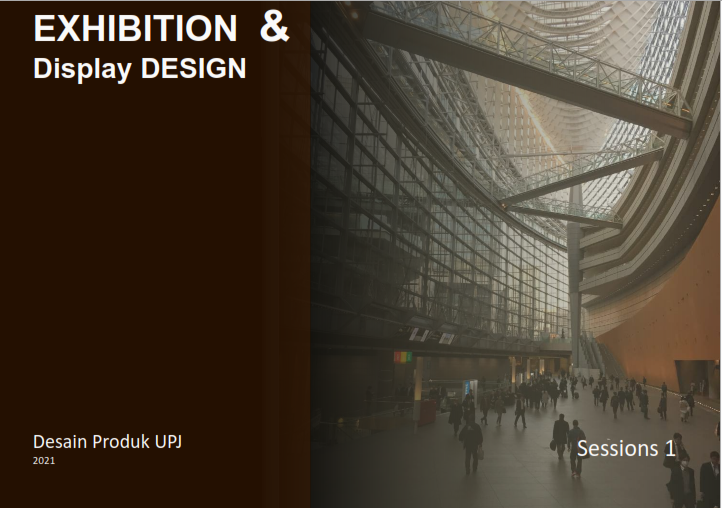 EXHIBITION &
Display DESIGN
Desain Produk UPJ
2021
Sessions 1